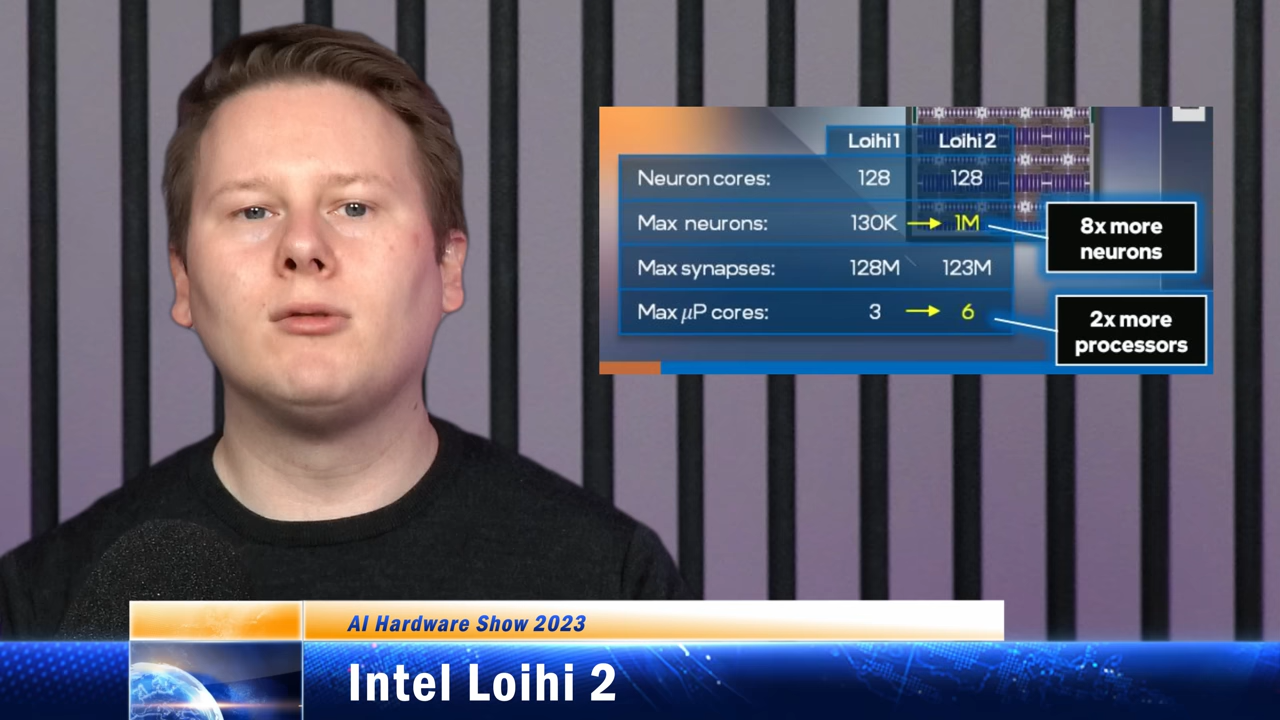 Loihi 1 Loihi 2
Neuron cores: 128 128
Max neurons: 130K 1M
8x more
neurons
Max synapses: 128M 123M
Max µP cores: 3 6
2x more
processors
AI Hardware Show 2023
Intel Loihi 2